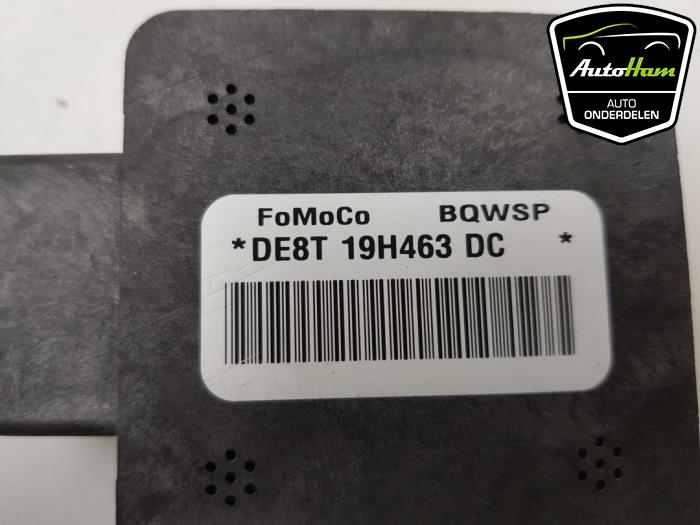 AutoHam
AUTO
ONDERDELEN
FoMoCo BQWSP
*DE8T 19H463 DC *